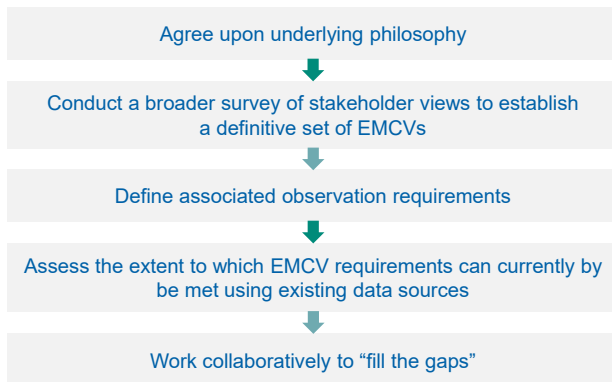 Agree upon underlying philosophy
Conduct a broader survey of stakeholder views to establish
a definitive set of EMCVs
Define associated observation requirements
Assess the extent to which EMCV requirements can currently by
be met using existing data sources
Work collaboratively to “fill the gaps”